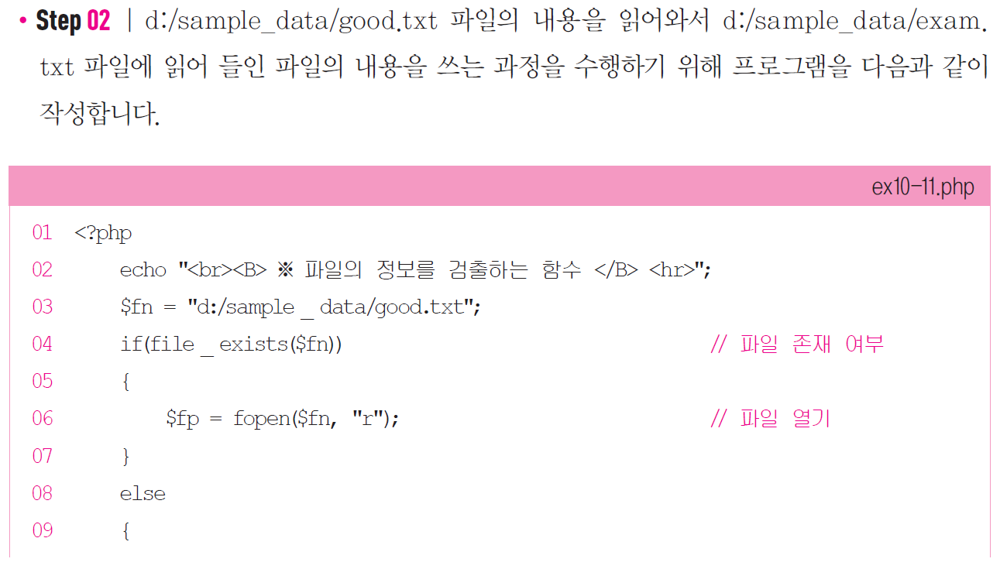 • Step 02 | d:/sample_data/good.txt 파일의 내용을 읽어와서 d:/sample_data/exam.
txt 파일에 읽어 들인 파일의 내용을 쓰는 과정을 수행하기 위해 프로그램을 다음과 같이
작성합니다.
ex10-11.php
01 <?php
02 echo "<br><B> ※ 파일의 정보를 검출하는 함수 </B> <hr>";
03 $fn = "d:/sample _ data/good.txt";
04 if(file _ exists($fn)) // 파일 존재 여부
05 {
06 $fp = fopen($fn, "r"); // 파일 열기
07 }
08 else
09 {